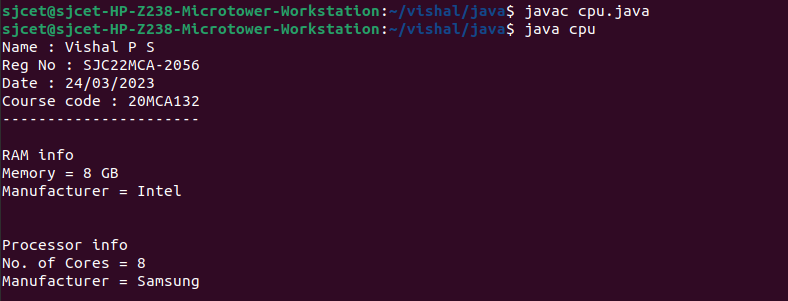 sjcet@sjcet-HP-Z238-Microtower-Workstation:~/vishal/java$ javac cpu.java
sjcet@sjcet-HP-Z238-Microtower-Workstation:~/vishal/java$ java cpu
Name : Vishal P S
Reg No : SJC22MCA-2056
Date : 24/03/2023
Course code : 20MCA132
----------------------
RAM info
Memory = 8 GB
Manufacturer = Intel
Processor info
No. of Cores = 8
Manufacturer = Samsung